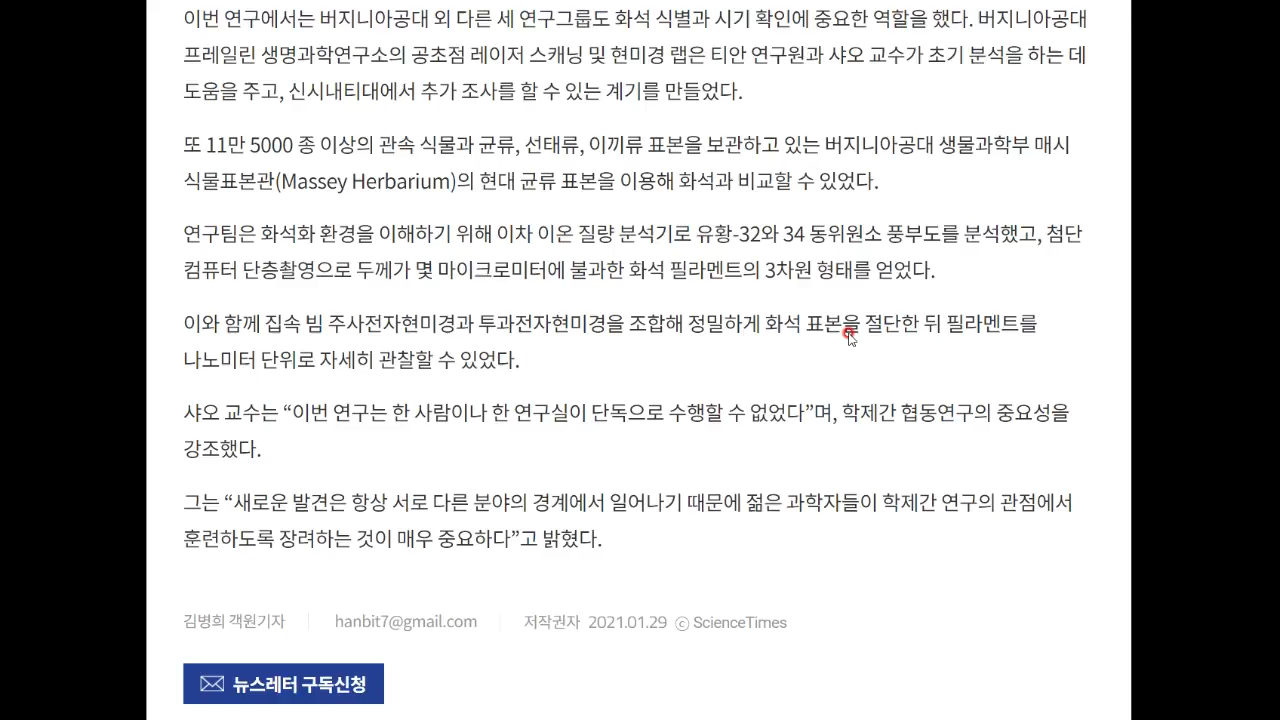 이번 연구에서는 버지니아공대 외 다른 세 연구그룹도 화석 식별과 시기 확인에 중요한 역할을 했다. 버지니아공대
프레일린 생명과학연구소의 공초점 레이저 스캐닝 및 현미경 랩은 티안 연구원과 샤오 교수가 초기 분석을 하는 데
도움을 주고, 신시내티대에서 추가 조사를 할 수 있는 계기를 만들었다.
또 11만 5000 종 이상의 관속 식물과 균류, 선태류, 이끼류 표본을 보관하고 있는 버지니아공대 생물과학부 매시
식물표본관(Massey Herbarium)의 현대 균류 표본을 이용해 화석과 비교할 수 있었다.
연구팀은 화석화 환경을 이해하기 위해 이차 이온 질량 분석기로 유황-32와 34 동위원소 풍부도를 분석했고, 첨단
컴퓨터 단층촬영으로 두께가 몇 마이크로미터에 불과한 화석 필라멘트의 3차원 형태를 얻었다.
이와 함께 집속 빔 주사전자현미경과 투과전자현미경을 조합해 정밀하게 화석 표본을 절단한 뒤 필라멘트를
나노미터 단위로 자세히 관찰할 수 있었다.
샤오 교수는 “이번 연구는 한 사람이나 한 연구실이 단독으로 수행할 수 없었다”며, 학제간 협동연구의 중요성을
강조했다.
그는 “새로운 발견은 항상 서로 다른 분야의 경계에서 일어나기 때문에 젊은 과학자들이 학제간 연구의 관점에서
훈련하도록 장려하는 것이 매우 중요하다”고 밝혔다.
김병희 객원기자 hanbit7@gmail.com 저작권자 2021.01.29 ⓒ ScienceTimes
뉴스레터 구독신청